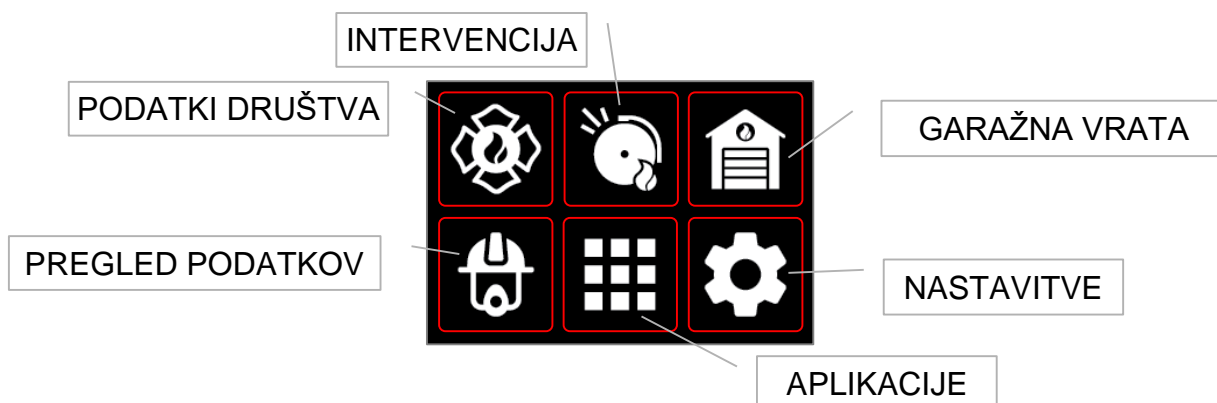 INTERVENCIJA
PODATKI DRUŠTVA
GARAŽNA VRATA
PREGLED PODATKOV
NASTAVITVE
APLIKACIJE